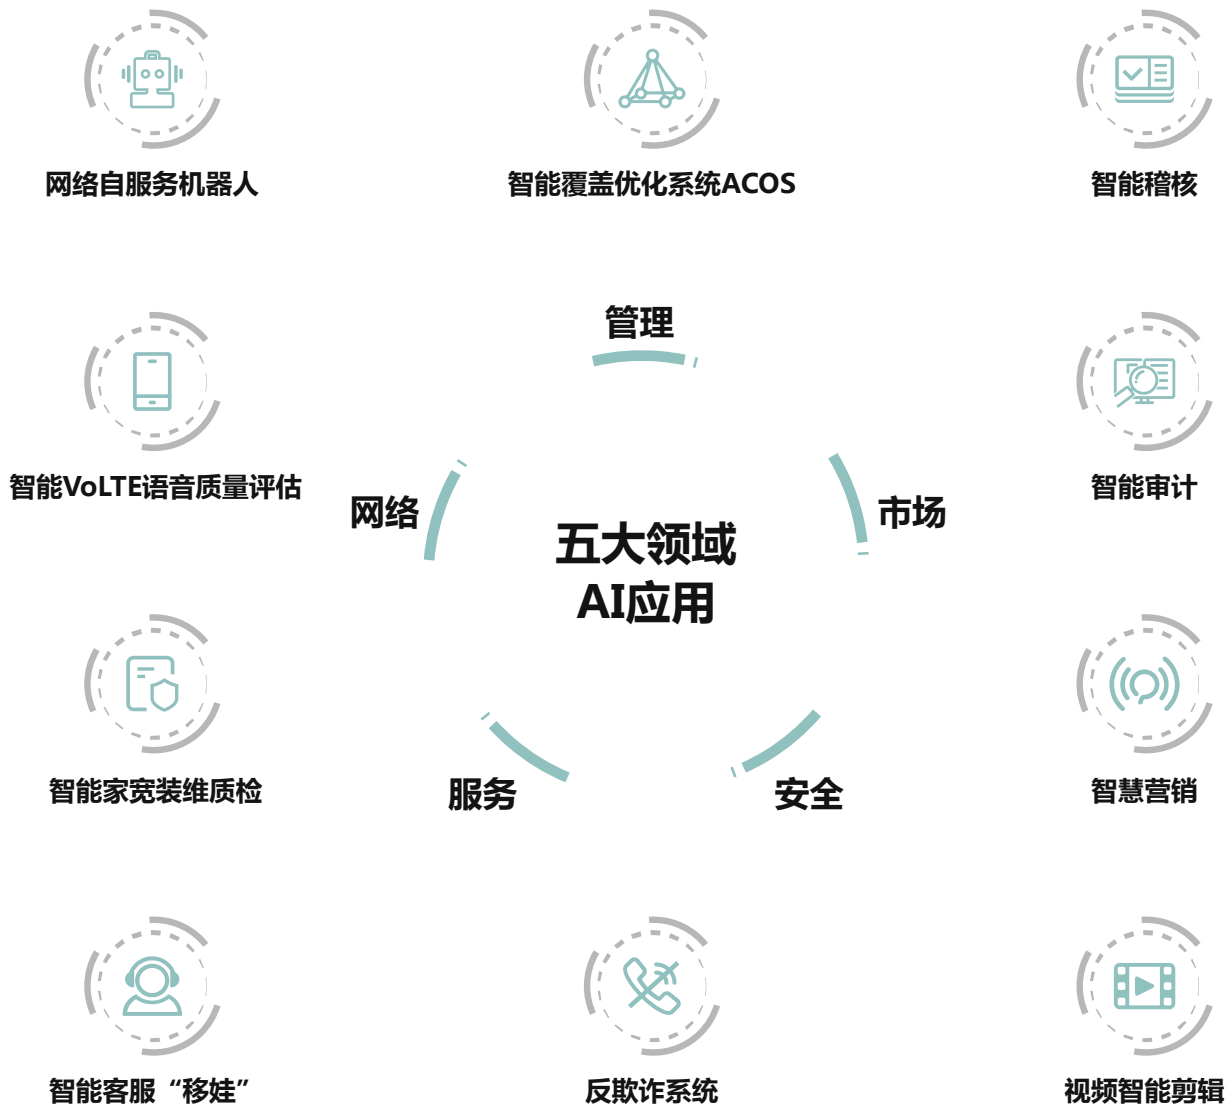 网络自服务机器人
智能覆盖优化系统ACOS
智能稽核
管理
智能VoLTE语音质量评估
智能审计
网络
市场
五大领域
AI应用
智能家宽装维质检
服务
安全
智慧营销
智能客服“移娃”
反欺诈系统
视频智能剪辑